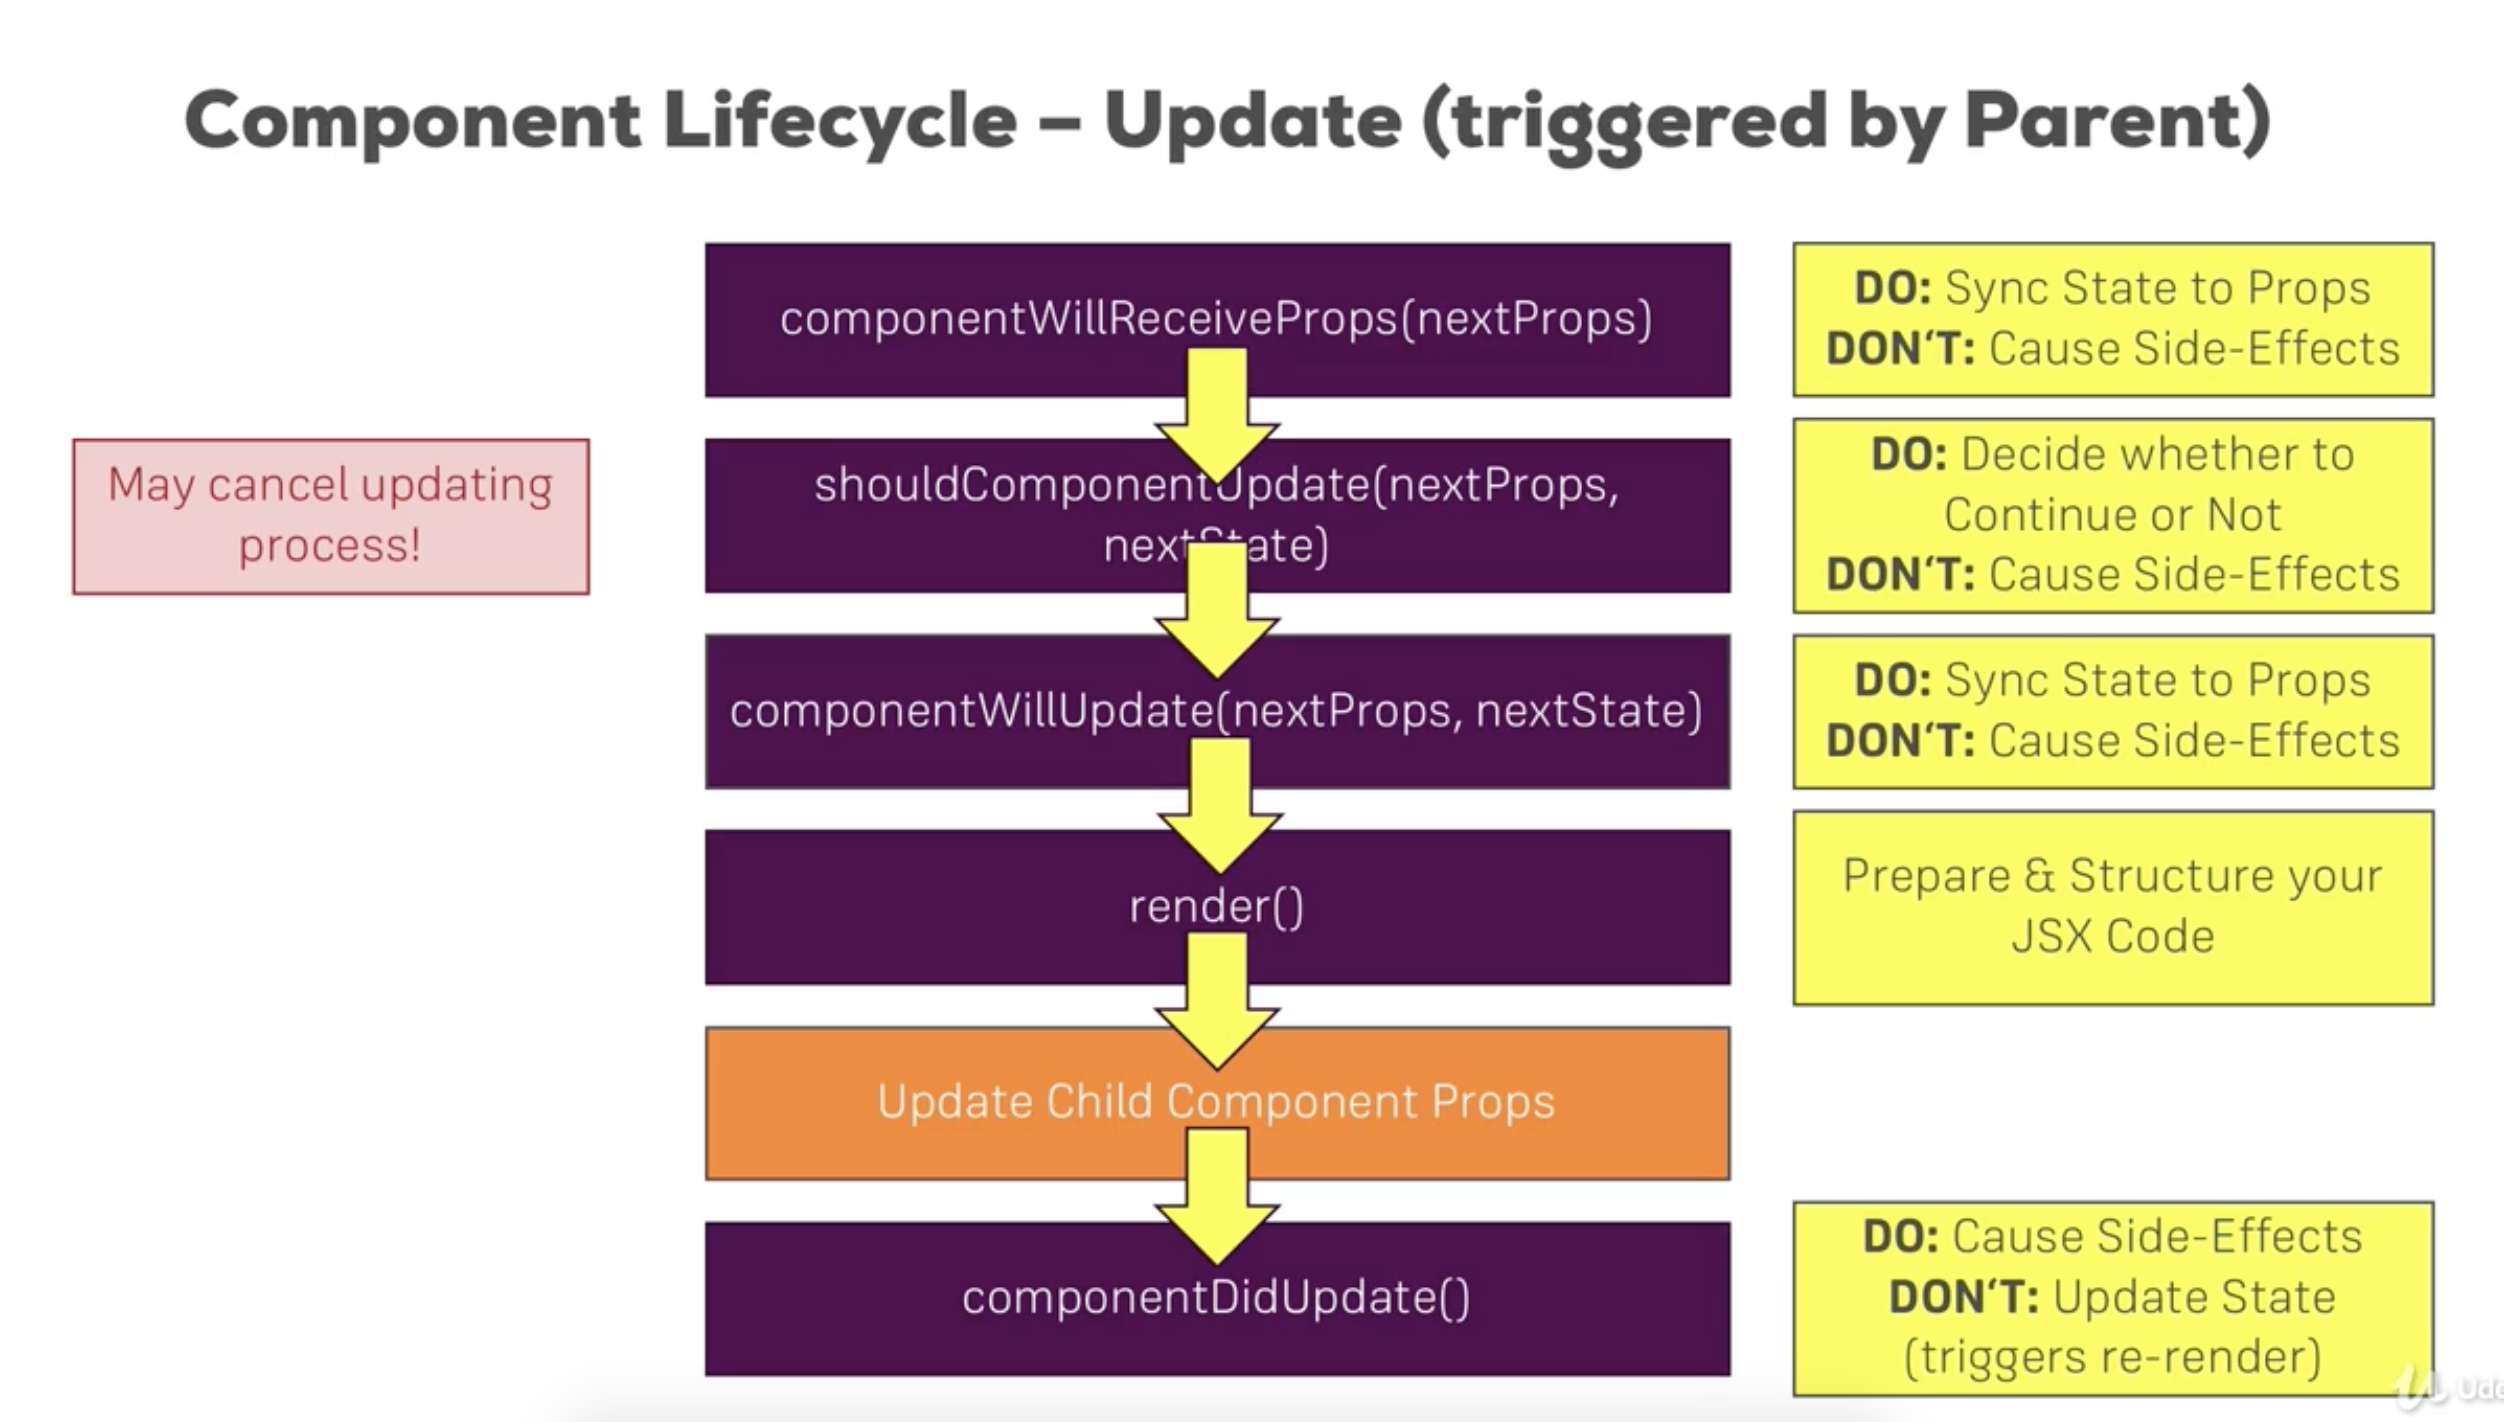 Component Lifecycle – Update (triggered by Parent)
componentWillReceiveProps(nextProps)
DO: Sync State to Props
DON‘T: Cause Side-Effects
May cancel updating
process!
shouldComponentUpdate(nextProps,
nextState)
DO: Decide whether to
Continue or Not
DON‘T: Cause Side-Effects
componentWillUpdate(nextProps, nextState)
DO: Sync State to Props
DON‘T: Cause Side-Effects
render()
Prepare & Structure your
JSX Code
Update Child Component Props
componentDidUpdate()
DO: Cause Side-Effects
DON‘T: Update State
(triggers re-render)